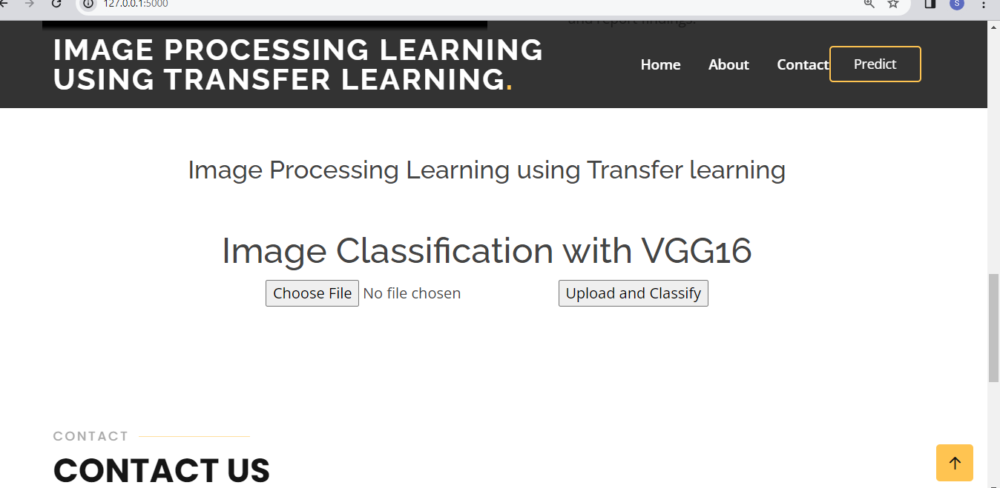 127.0.0.1:5000
S
and report findings.
IMAGE PROCESSING LEARNING
USING TRANSFER LEARNING.
Home About Contact Predict
Image Processing Learning using Transfer learning
Image Classification with VGG16
Choose File No file chosen Upload and Classify
CONTACT
CONTACT US